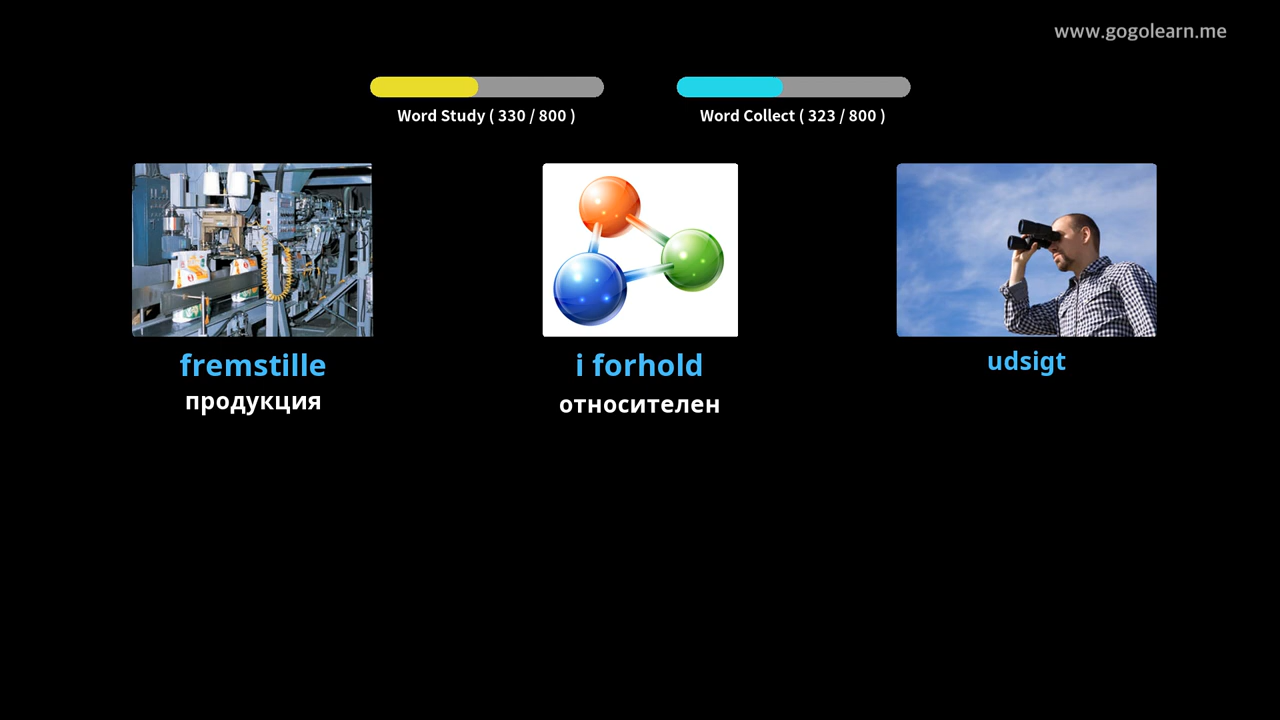 www.gogolearn.me
Word Study ( 330 / 800 )
Word Collect ( 323 / 800 )
fremstille
продукция
i forhold
относителен
udsigt